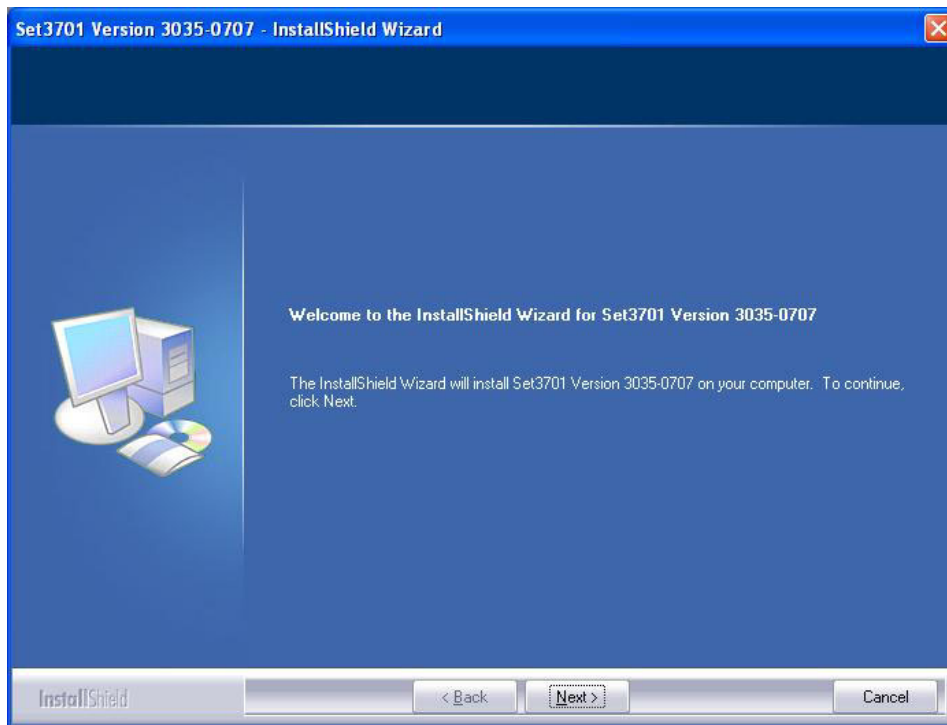 Set3701 Version 3035-0707 - InstallShield Wizard
Welcome to the InstallShield Wizard for Set3701 Version 3035-0707
The InstallShield Wizard will install Set3701 Version 3035-0707 on your computer. To continue,
click Next.
InstallShield
< Back
Next >
Cancel